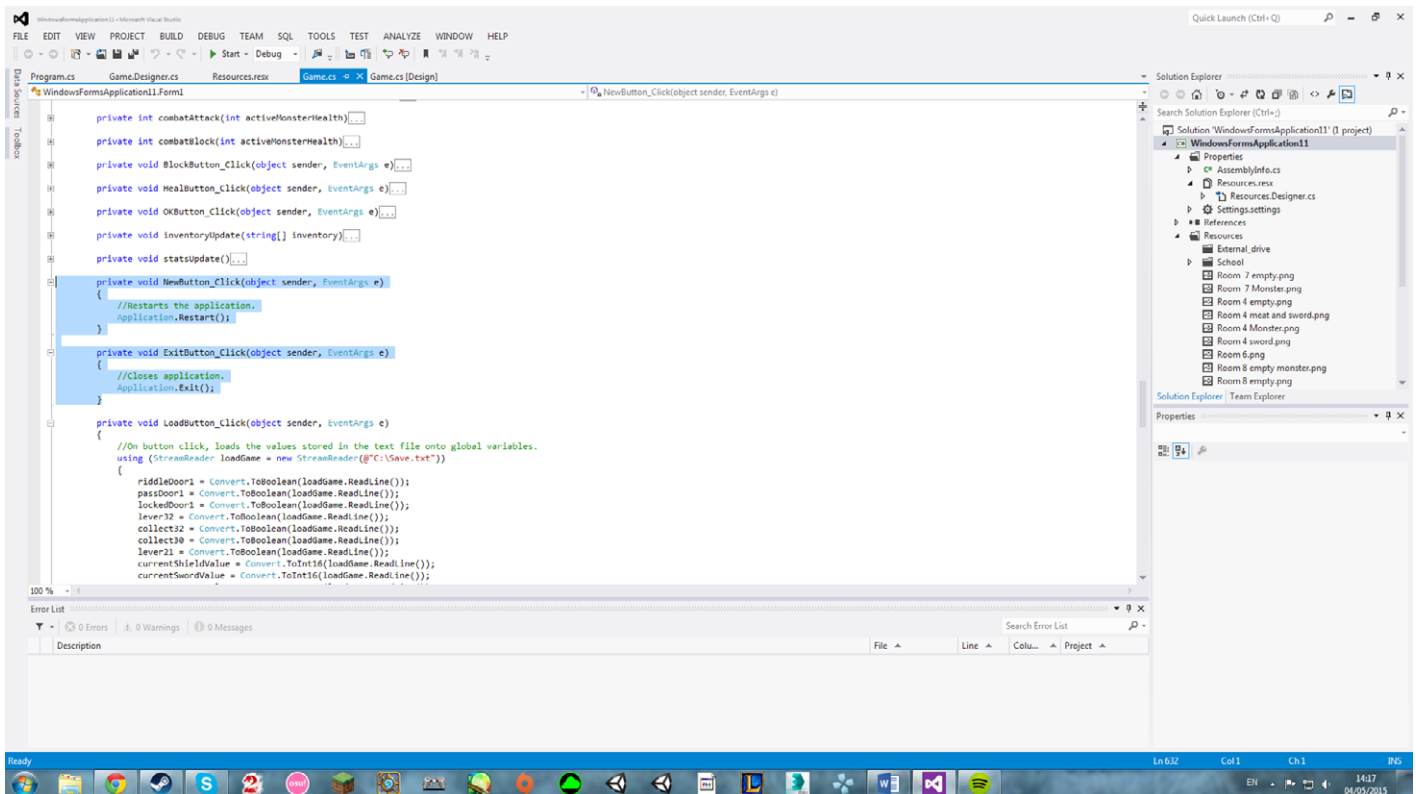 WindowsFormsApplication11 - Microsoft Visual Studio
Quick Launch (Ctrl+Q)
FILE EDIT VIEW PROJECT BUILD DEBUG TEAM SQL TOOLS TEST ANALYZE WINDOW HELP
Start Debug
Data Sources
Toolbox
Program.cs Game.Designer.cs Resources.resx Game.cs Game.cs [Design]
WindowsFormsApplication11.Form1 NewButton_Click(object sender, EventArgs e)
private int combatAttack(int activeMonsterHealth)...
private int combatBlock(int activeMonsterHealth)...
private void BlockButton_Click(object sender, EventArgs e)...
private void HealButton_Click(object sender, EventArgs e)...
private void OKButton_Click(object sender, EventArgs e)...
private void inventoryUpdate(string[] inventory)...
private void statsUpdate()...
private void NewButton_Click(object sender, EventArgs e)
{
//Restarts the application.
Application.Restart();
}
private void ExitButton_Click(object sender, EventArgs e)
{
//Closes application.
Application.Exit();
}
private void LoadButton_Click(object sender, EventArgs e)
{
//On button click, loads the values stored in the text file onto global variables.
using (StreamReader loadGame = new StreamReader(@"C:\Save.txt"))
{
riddleDoor1 = Convert.ToBoolean(loadGame.ReadLine());
passDoor1 = Convert.ToBoolean(loadGame.ReadLine());
lockedDoor1 = Convert.ToBoolean(loadGame.ReadLine());
lever32 = Convert.ToBoolean(loadGame.ReadLine());
collect32 = Convert.ToBoolean(loadGame.ReadLine());
collect30 = Convert.ToBoolean(loadGame.ReadLine());
lever21 = Convert.ToBoolean(loadGame.ReadLine());
currentShieldValue = Convert.ToInt16(loadGame.ReadLine());
currentSwordValue = Convert.ToInt16(loadGame.ReadLine());
100 %
Error List
0 Errors 0 Warnings 0 Messages Search Error List
Description File Line Colu... Project
Solution Explorer
Search Solution Explorer (Ctrl+;)
Solution 'WindowsFormsApplication11' (1 project)
WindowsFormsApplication11
Properties
AssemblyInfo.cs
Resources.resx
Resources.Designer.cs
Settings.settings
References
Resources
External_drive
School
Room 7 empty.png
Room 7 Monster.png
Room 4 empty.png
Room 4 meat and sword.png
Room 4 Monster.png
Room 4 sword.png
Room 6.png
Room 8 empty monster.png
Room 8 empty.png
Solution Explorer Team Explorer
Properties
Ready Ln 632 Col 1 Ch 1 INS
osu!
EN 14:17
04/05/2015